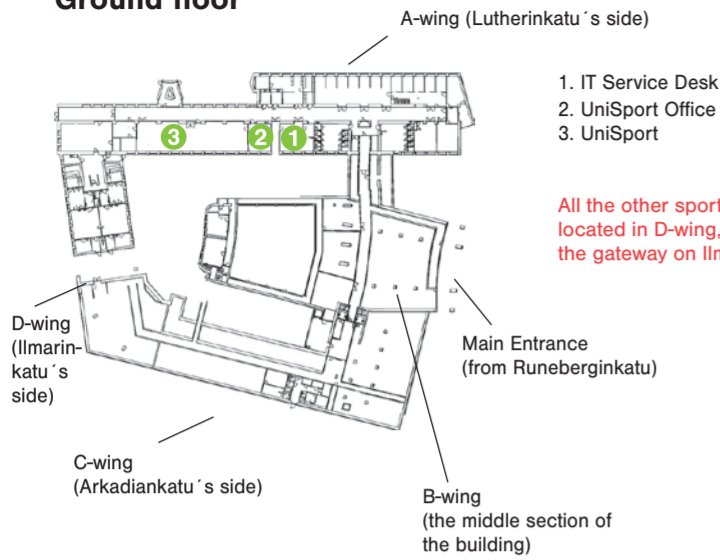 Ground floor
A-wing (Lutherinkatu´s side)
1. IT Service Desk
2. UniSport Office
3. UniSport
3
2
1
All the other sport
located in D-wing,
the gateway on
D-wing
(Ilmarin-
katu´s
side)
Main Entrance
(from Runeberginkatu)
C-wing
(Arkadiankatu´s side)
B-wing
(the middle section of
the building)